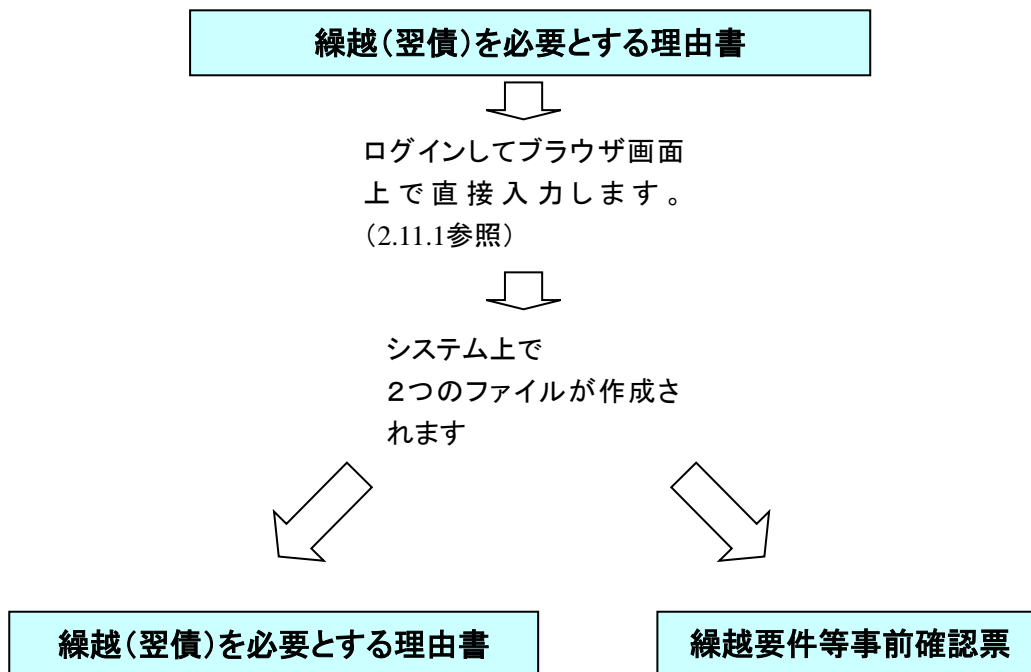 繰越（翌債）を必要とする理由書
ログインしてブラウザ画面
上で直接入力します。
（2.11.1参照）
システム上で
２つのファイルが作成さ
れます
繰越（翌債）を必要とする理由書
繰越要件等事前確認票